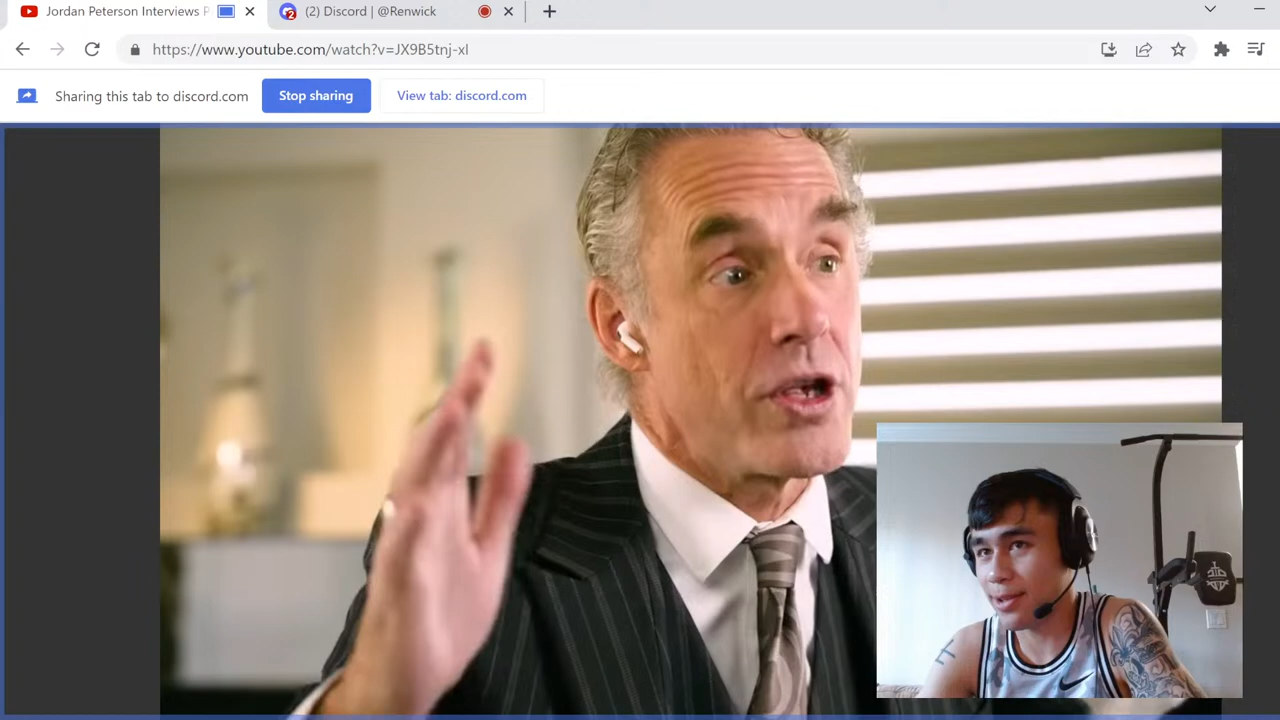 Jordan Peterson Interviews P
(2) Discord | @Renwick
https://www.youtube.com/watch?v=JX9B5tnj-xI
Sharing this tab to discord.com
Stop sharing
View tab: discord.com